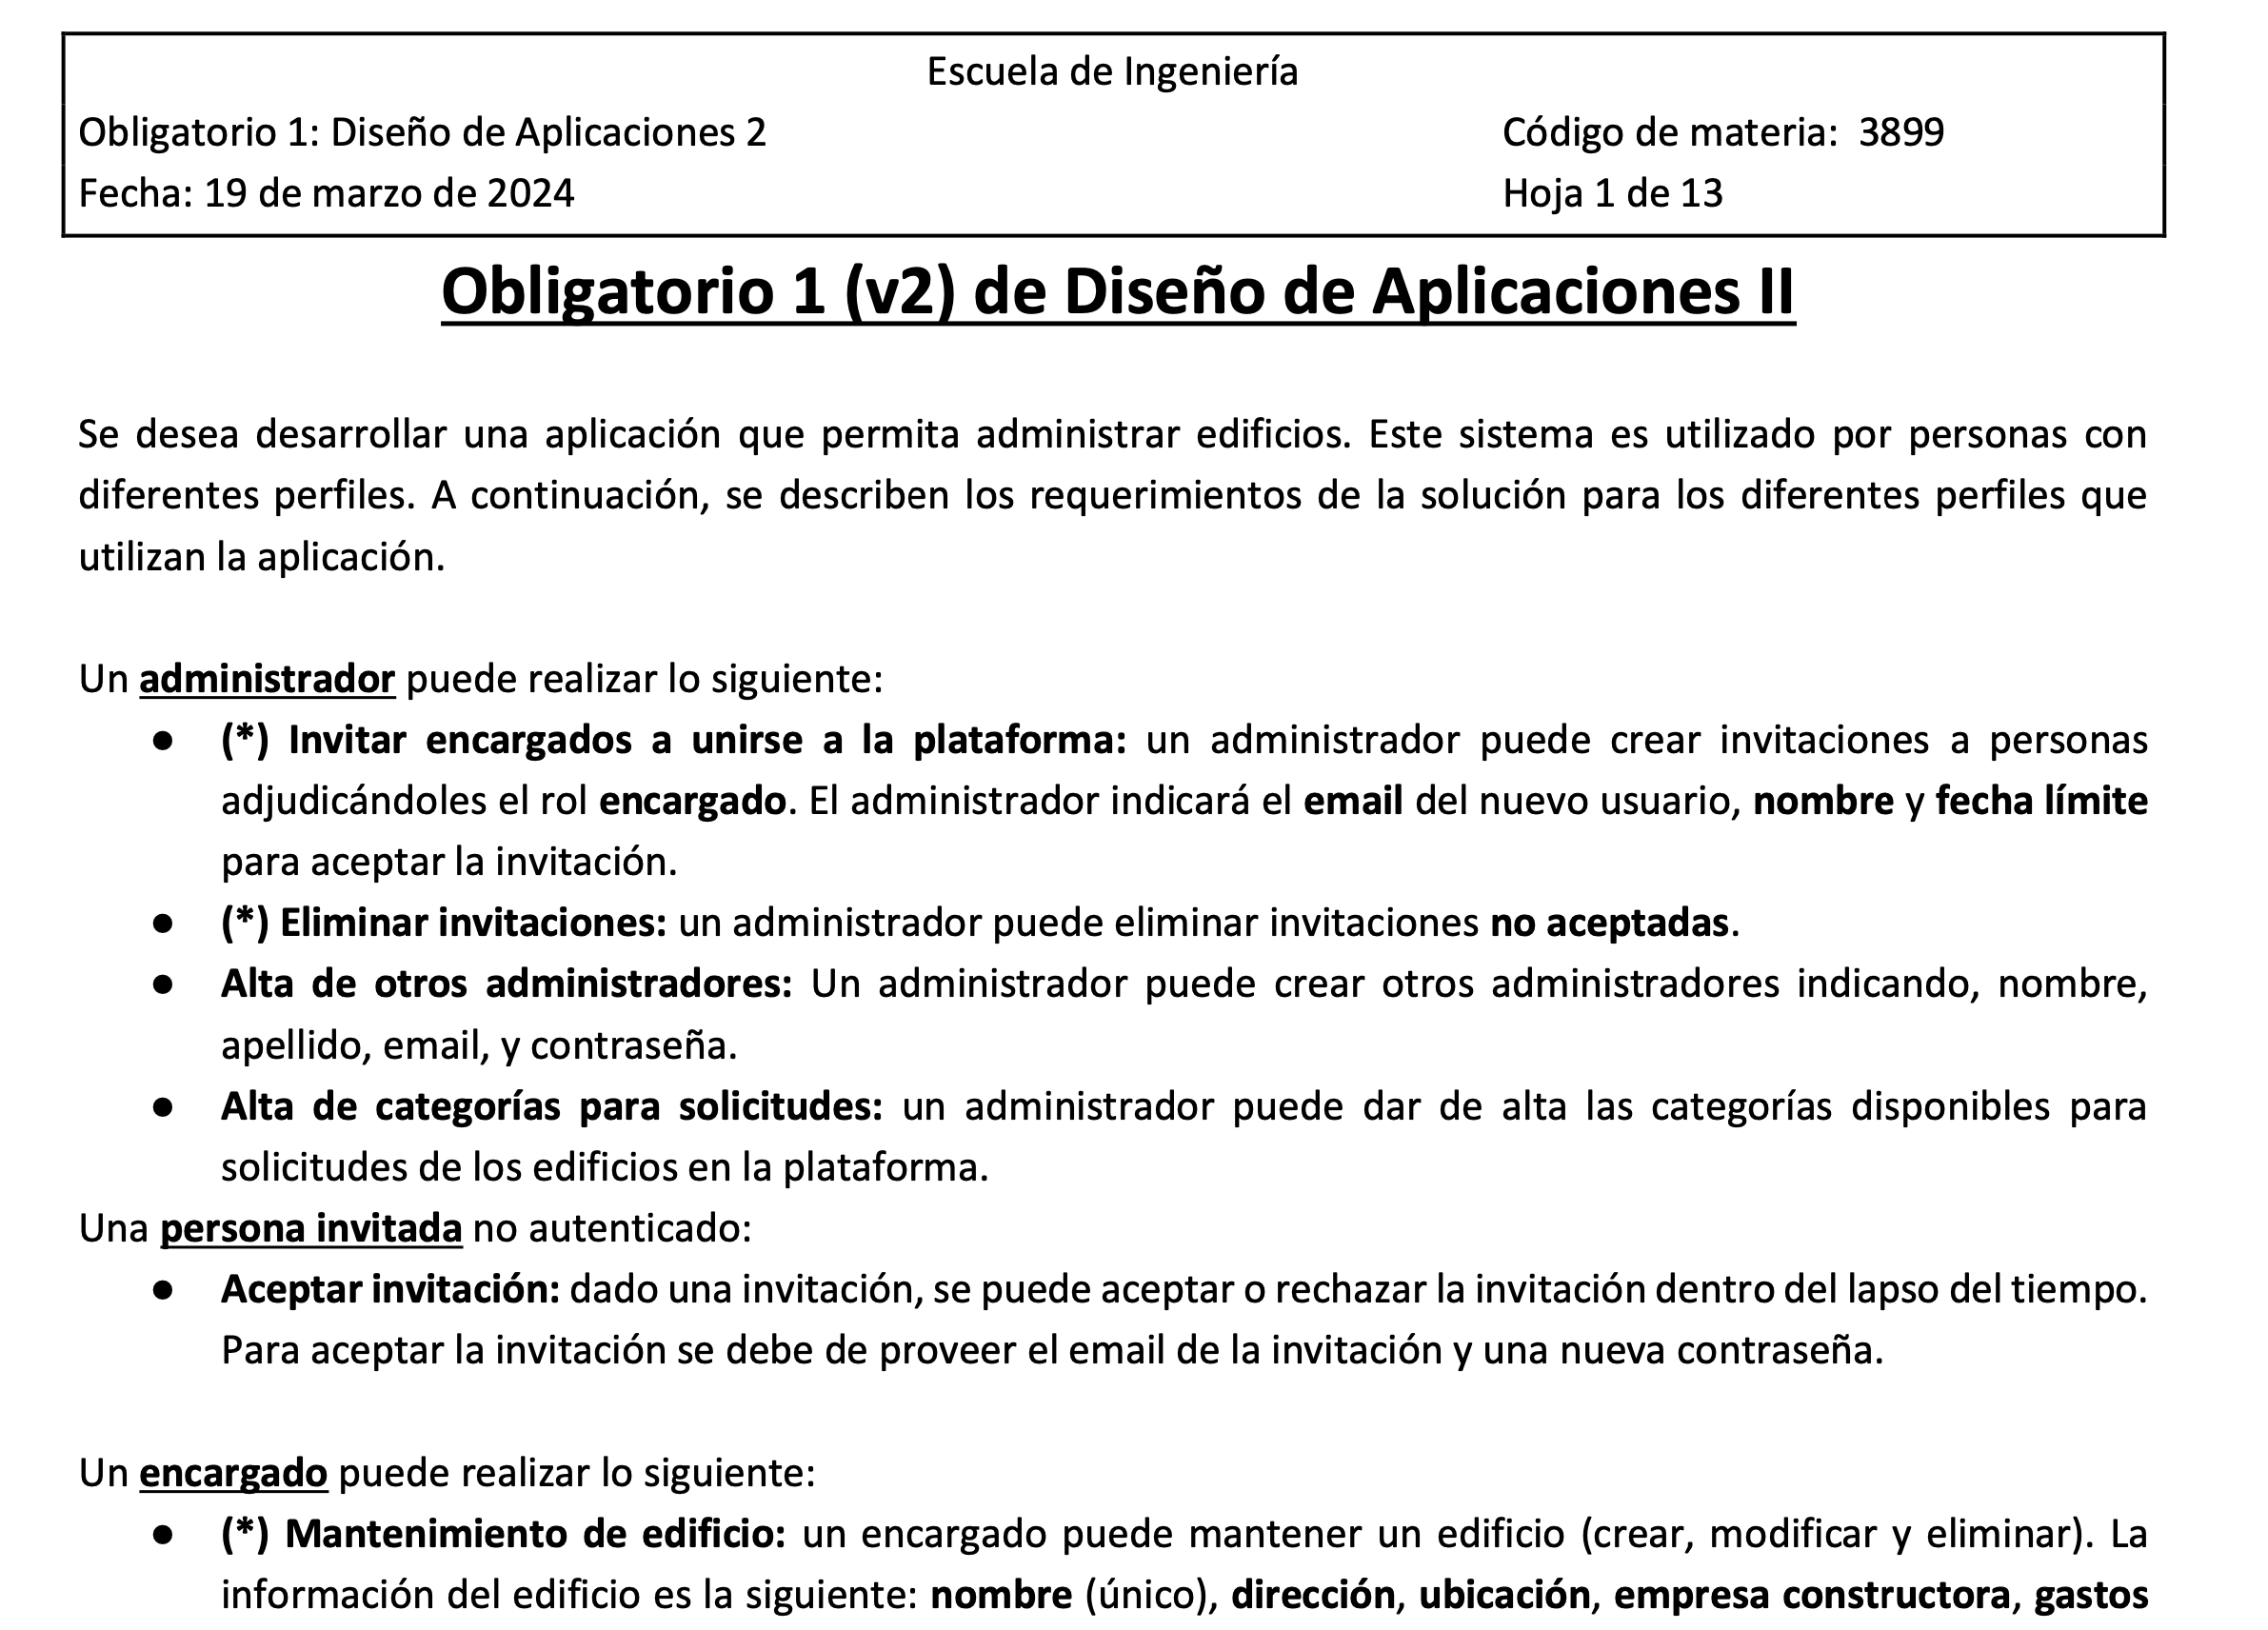 Escuela de Ingeniería
Obligatorio 1: Diseño de Aplicaciones 2 Código de materia: 3899
Fecha: 19 de marzo de 2024 Hoja 1 de 13
Obligatorio 1 (v2) de Diseño de Aplicaciones II
Se desea desarrollar una aplicación que permita administrar edificios. Este sistema es utilizado por personas con
diferentes perfiles. A continuación, se describen los requerimientos de la solución para los diferentes perfiles que
utilizan la aplicación.
Un administrador puede realizar lo siguiente:
● (*) Invitar encargados a unirse a la plataforma: un administrador puede crear invitaciones a personas
adjudicándoles el rol encargado. El administrador indicará el email del nuevo usuario, nombre y fecha límite
para aceptar la invitación.
● (*) Eliminar invitaciones: un administrador puede eliminar invitaciones no aceptadas.
● Alta de otros administradores: Un administrador puede crear otros administradores indicando, nombre,
apellido, email, y contraseña.
● Alta de categorías para solicitudes: un administrador puede dar de alta las categorías disponibles para
solicitudes de los edificios en la plataforma.
Una persona invitada no autenticado:
● Aceptar invitación: dado una invitación, se puede aceptar o rechazar la invitación dentro del lapso del tiempo.
Para aceptar la invitación se debe de proveer el email de la invitación y una nueva contraseña.
Un encargado puede realizar lo siguiente:
● (*) Mantenimiento de edificio: un encargado puede mantener un edificio (crear, modificar y eliminar). La
información del edificio es la siguiente: nombre (único), dirección, ubicación, empresa constructora, gastos